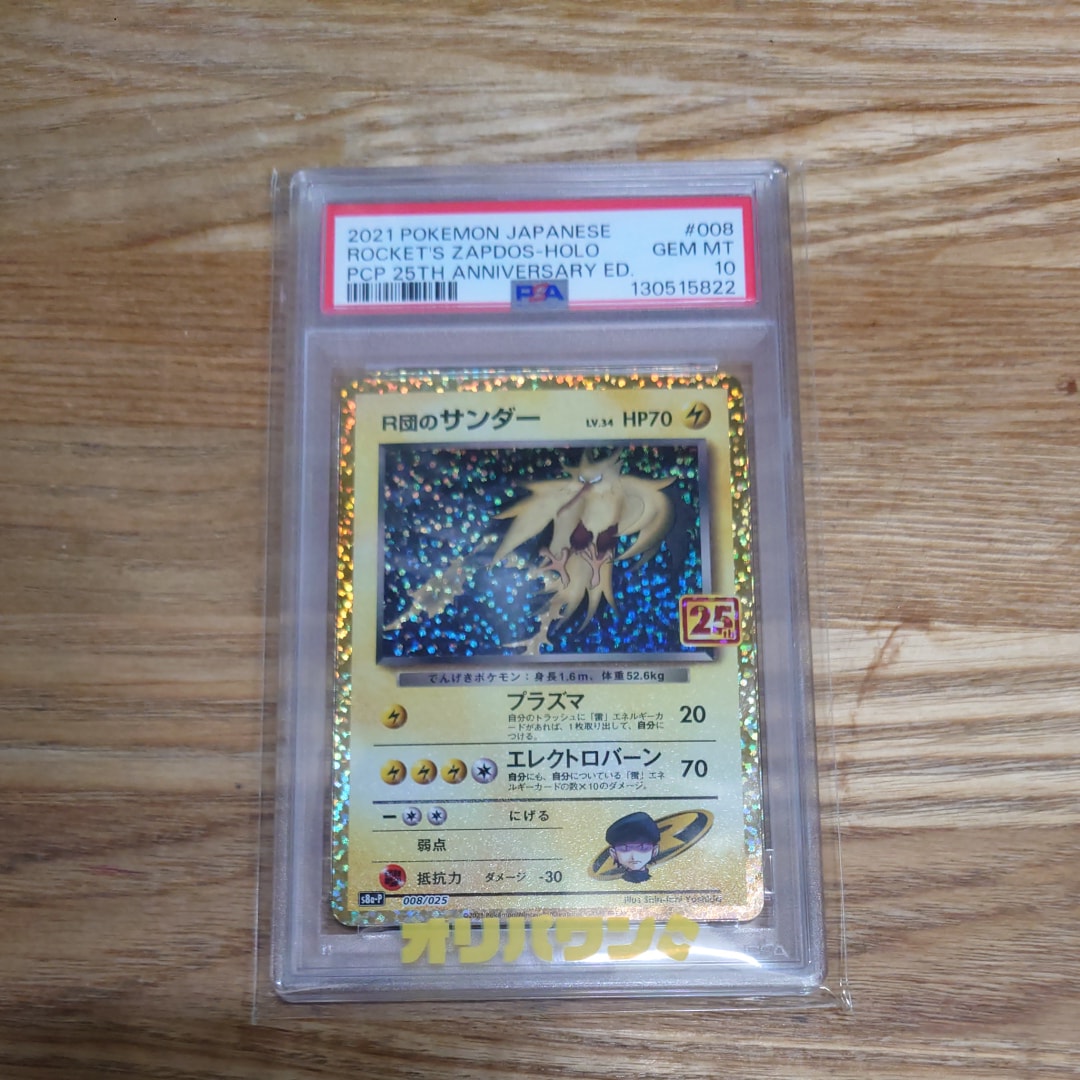 2021 POKEMON JAPANESE #008
ROCKET'S ZAPDOS-HOLO GEM MT
PCP 25TH ANNIVERSARY ED. 10
PSA 130515822
R団のサンダー LV.34 HP70
25th
でんげきポケモン：身長1.6m、体重52.6kg
プラズマ 20
自分のトラッシュに「雷」エネルギーカ
ードがあれば、1枚取り出して、自分に
つける。
エレクトロバーン 70
自分にも、自分についている「雷」エネ
ルギーカードの数×10のダメージ。
にげる
弱点
抵抗力 ダメージ -30
s8a-P 008/025
Illus. Shin-ichi Yoshida
オリパワン
PSA